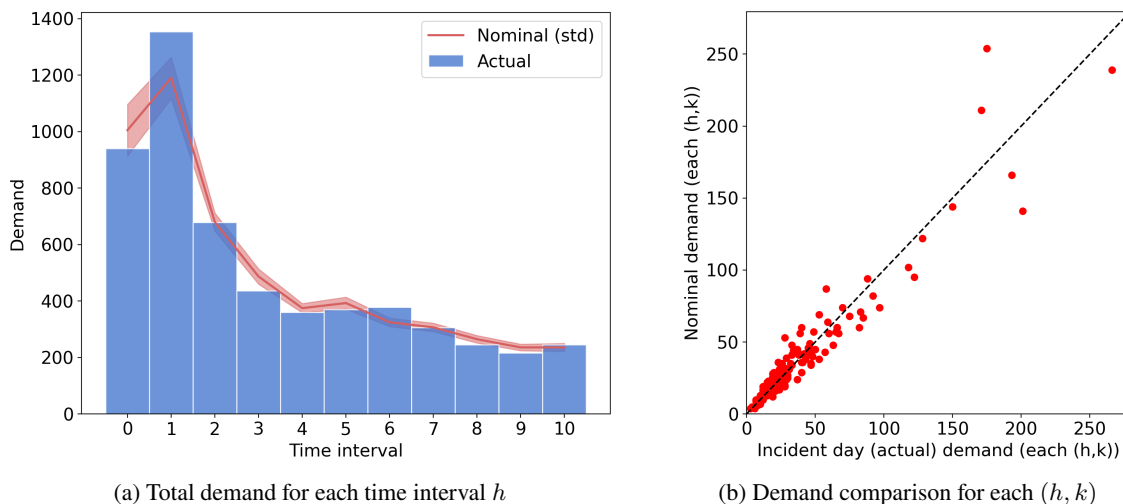 1400
1200
1000
800
600
400
200
0
Demand
Nominal (std)
Actual
0 1 2 3 4 5 6 7 8 9 10
Time interval
(a) Total demand for each time interval h
250
200
150
100
50
0
Nominal demand (each (h,k))
0 50 100 150 200 250
Incident day (actual) demand (each (h,k))
(b) Demand comparison for each (h, k)